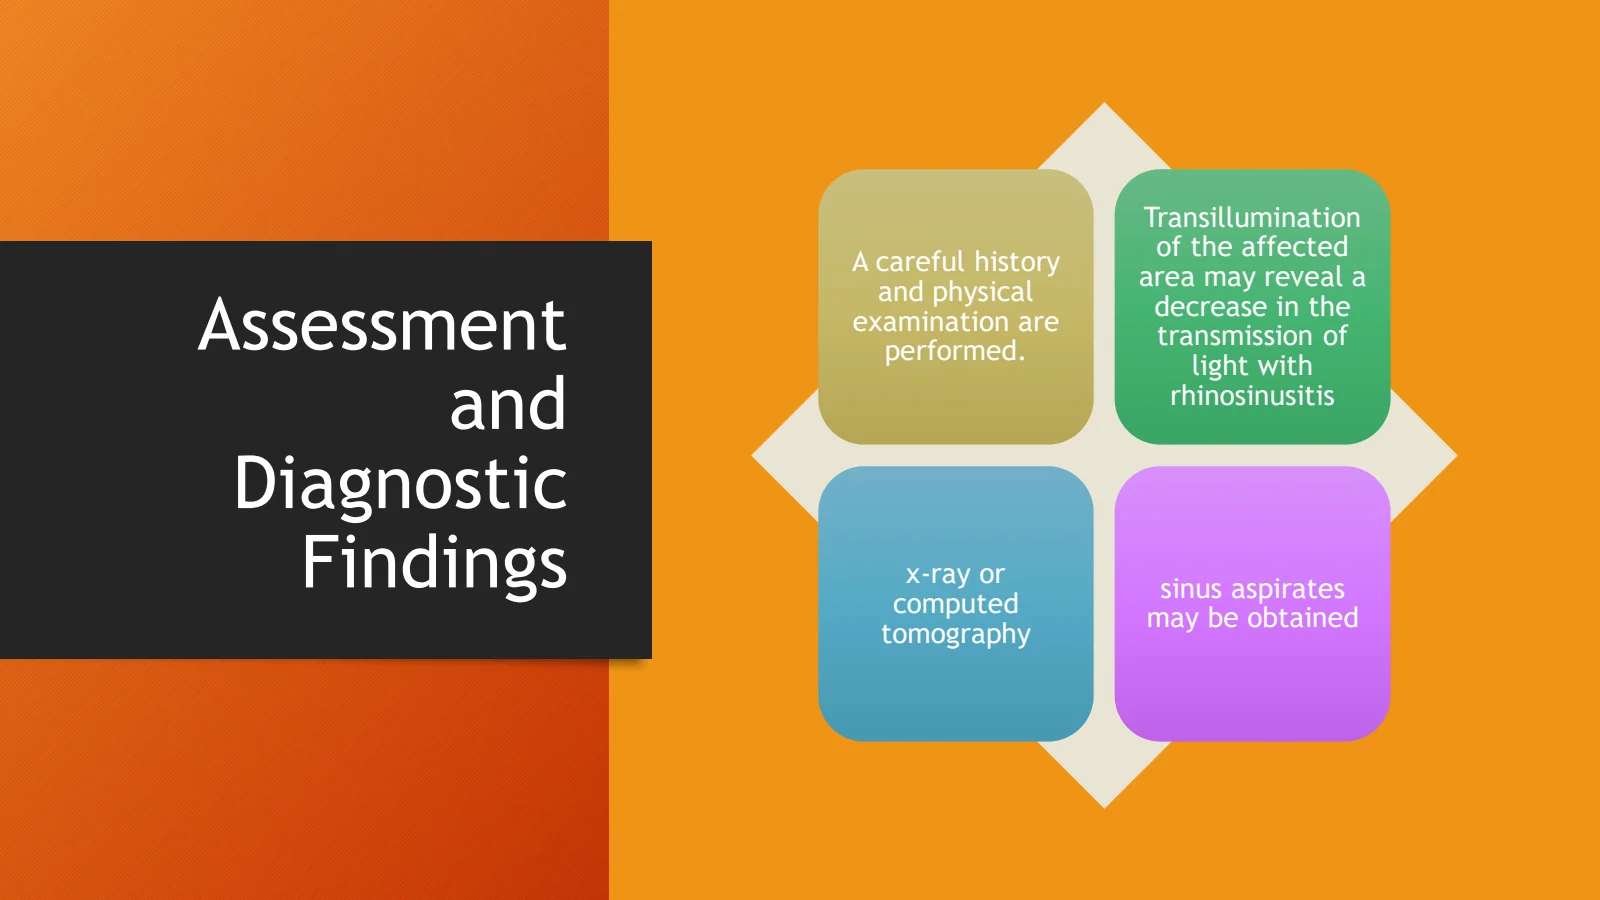 Assessment
and
Diagnostic
Findings
A careful history
and physical
examination are
performed.
Transillumination
of the affected
area may reveal a
decrease in the
transmission of
light with
rhinosinusitis
x-ray or
computed
tomography
sinus aspirates
may be obtained